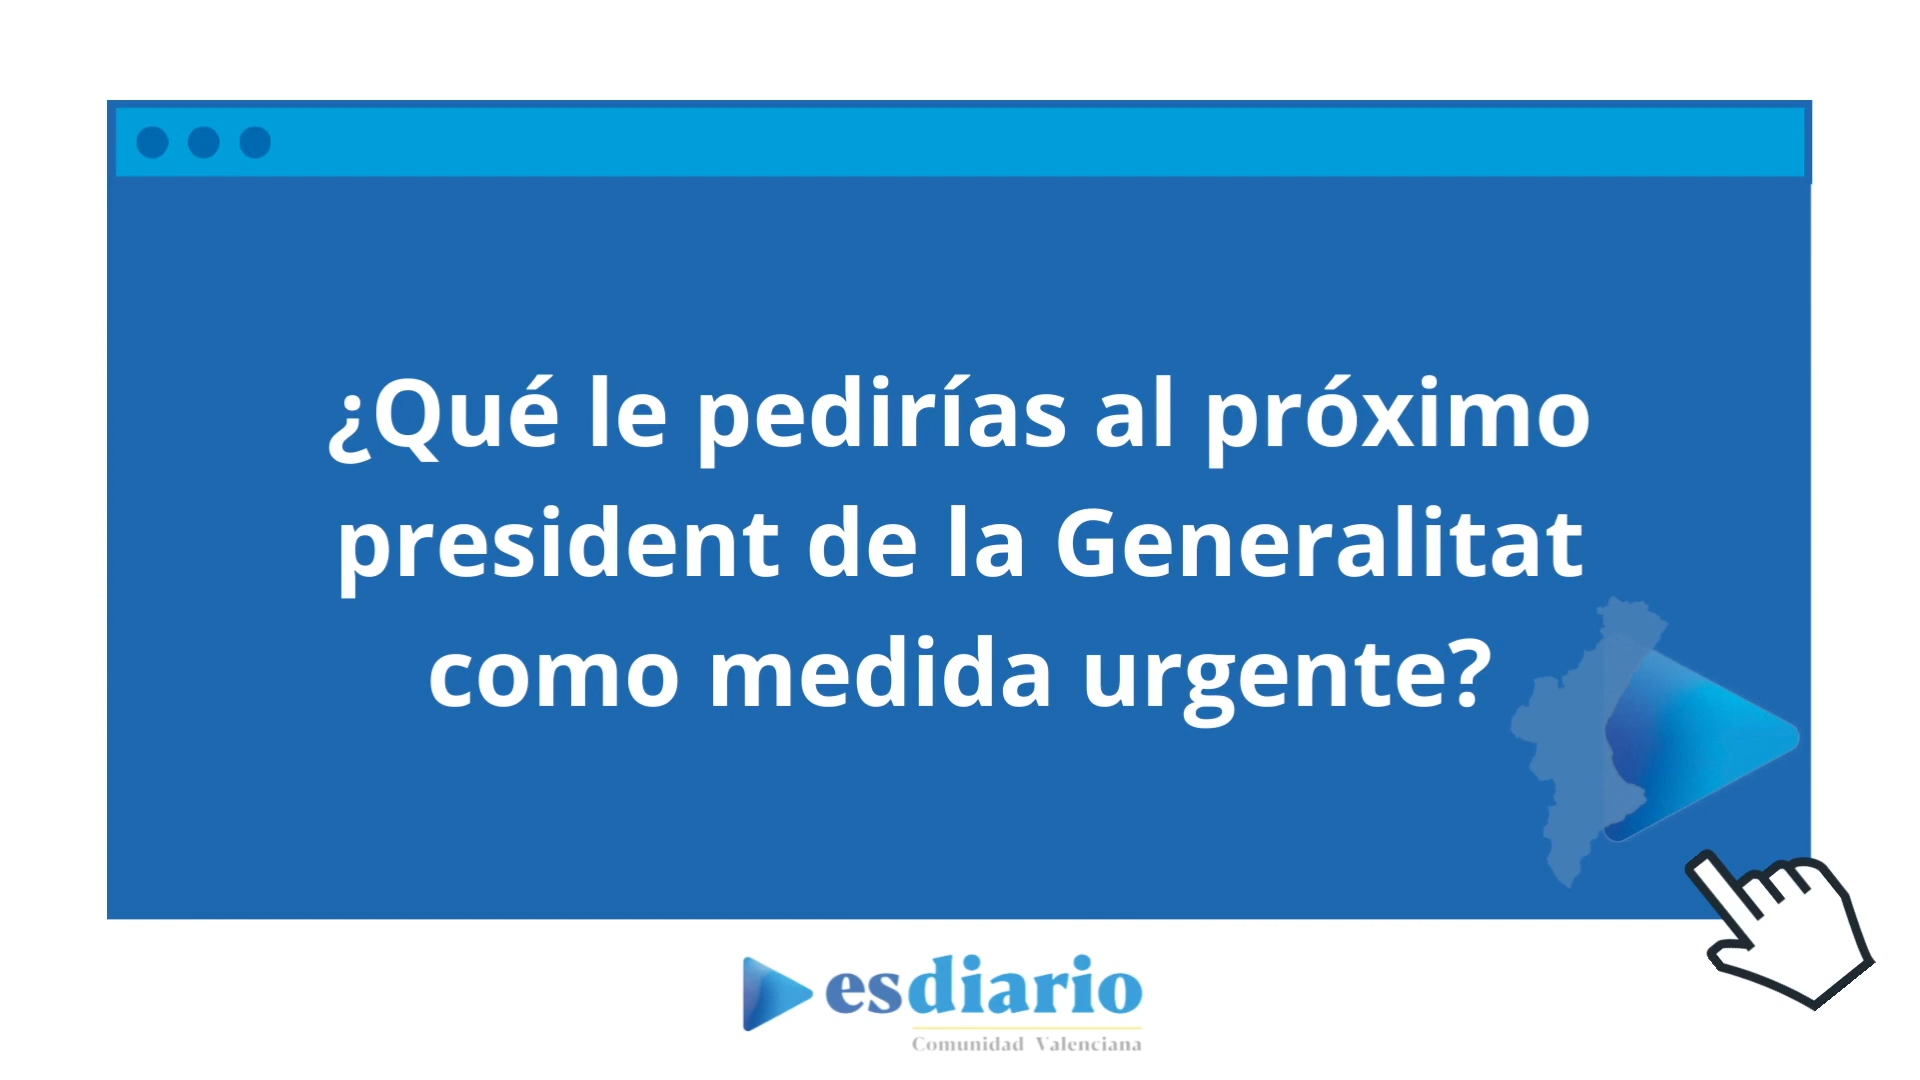 ¿Qué le pedirías al próximo
president de la Generalitat
como medida urgente?
esdiario
Comunidad Valenciana